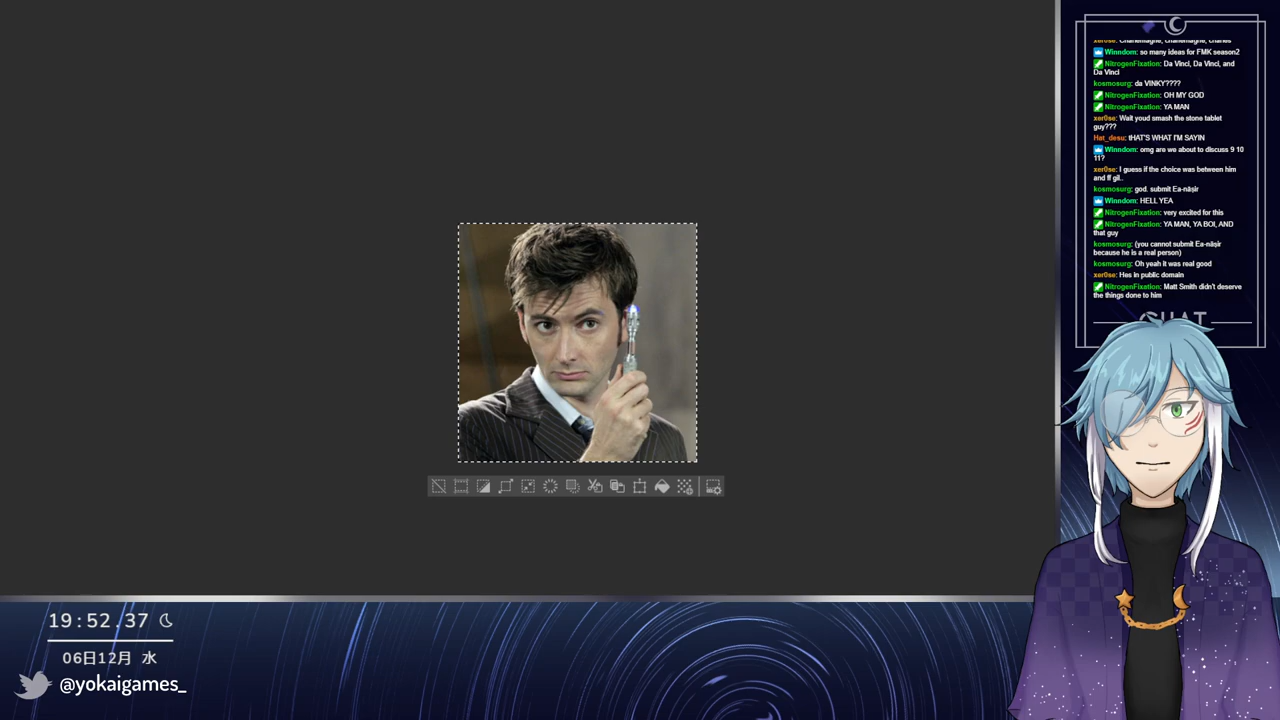 xer0se: Charlemagne, charlemagne, charles
Winndom: so many ideas for FMK season2
NitrogenFixation: Da Vinci, Da Vinci, and
Da Vinci
kosmosurg: da VINKY????
NitrogenFixation: OH MY GOD
NitrogenFixation: YA MAN
xer0se: Wait youd smash the stone tablet
guy???
Hat_desu: tHAT'S WHAT I'M SAYIN
Winndom: omg are we about to discuss 9 10
11?
xer0se: I guess if the choice was between him
and ff gil..
kosmosurg: god. submit Ea-nāṣir
Winndom: HELL YEA
NitrogenFixation: very excited for this
NitrogenFixation: YA MAN, YA BOI, AND
that guy
kosmosurg: (you cannot submit Ea-nāṣir
because he is a real person)
kosmosurg: Oh yeah it was real good
xer0se: Hes in public domain
NitrogenFixation: Matt Smith didn't deserve
the things done to him
CHAT
19:52.37
06日12月 水
@yokaigames_